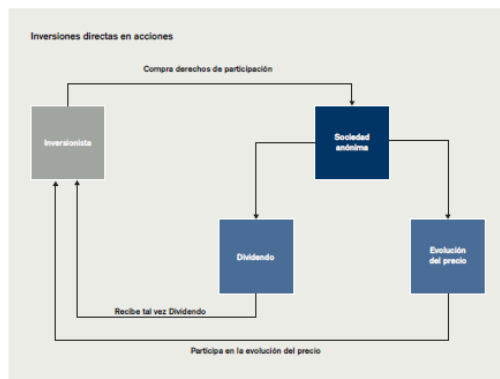 Inversiones directas en acciones
Compra derechos de participación
Inversionista
Sociedad
anónima
Dividendo
Evolución
del precio
Recibe tal vez Dividendo
Participa en la evolución del precio